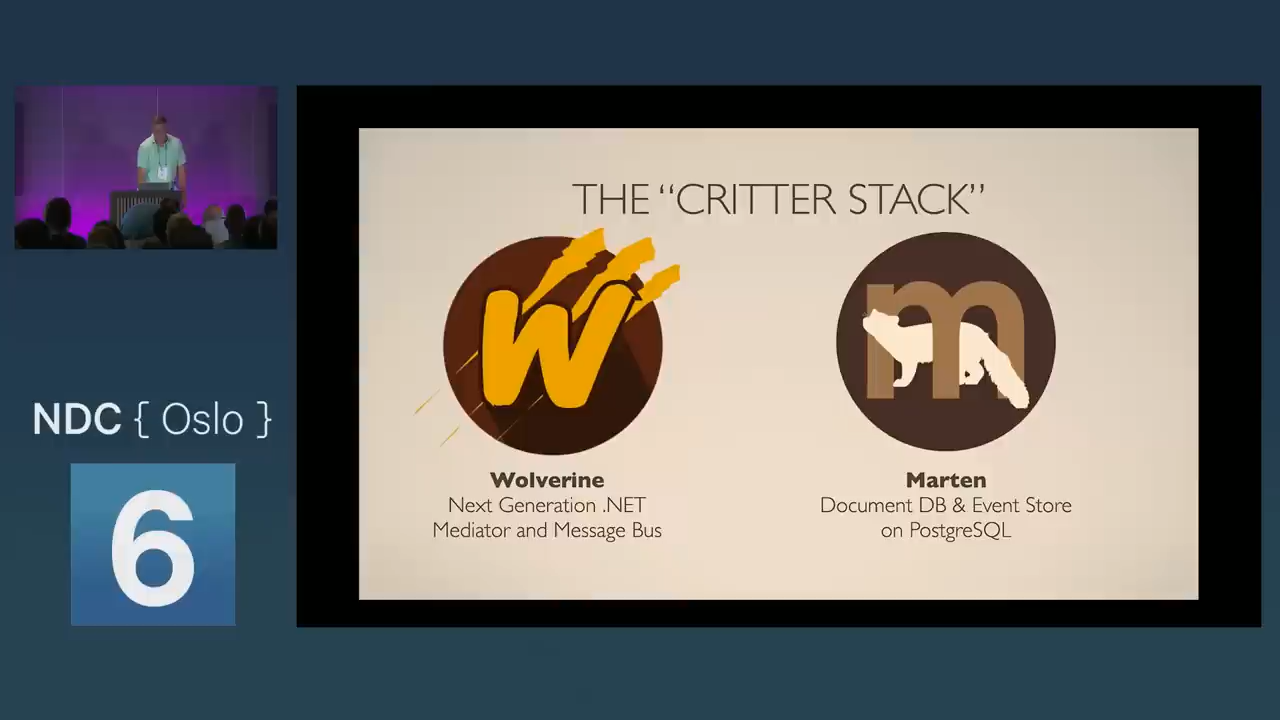 THE “CRITTER STACK”
W
m
Wolverine
Next Generation .NET
Mediator and Message Bus
Marten
Document DB & Event Store
on PostgreSQL
NDC { Oslo }
6